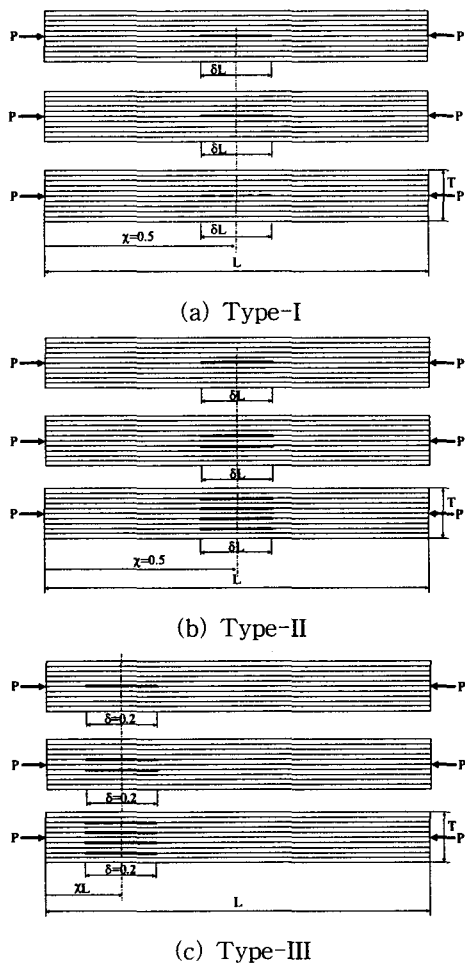 P P
δL
P P
δL
P T P
δL
χ=0.5
L
(a) Type-I
P P
δL
P P
δL
P T P
δL
χ=0.5
L
(b) Type-II
P P
δ=0.2
P P
δ=0.2
P T P
δ=0.2
χL
L
(c) Type-III